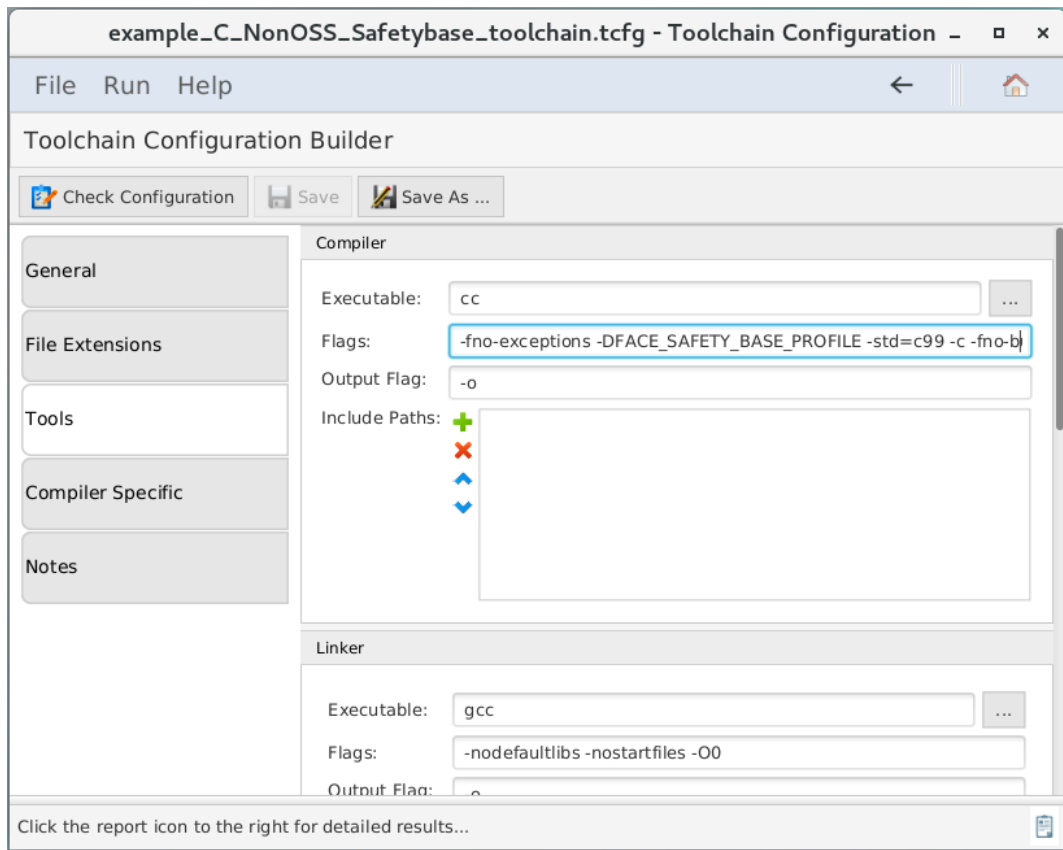 example_C_NonOSS_Safetybase_toolchain.tcfg - Toolchain Configuration
File Run Help
Toolchain Configuration Builder
Check Configuration Save Save As ...
General
File Extensions
Tools
Compiler Specific
Notes
Compiler
Executable: cc ...
Flags: -fno-exceptions -DFACE_SAFETY_BASE_PROFILE -std=c99 -c -fno-b
Output Flag: -o
Include Paths:
Linker
Executable: gcc ...
Flags: -nodefaultlibs -nostartfiles -O0
Output Flag: -o
Click the report icon to the right for detailed results...